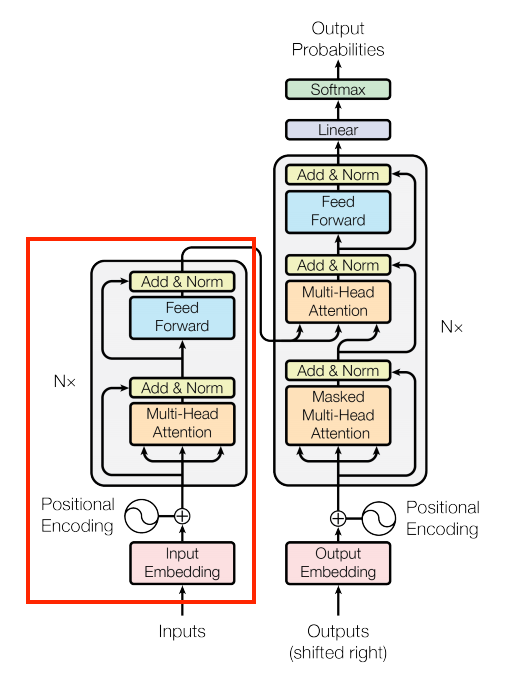 Output
Probabilities
Softmax
Linear
Add & Norm
Feed
Forward
Add & Norm
Multi-Head
Attention
Add & Norm
Masked
Multi-Head
Attention
N×
Positional
Encoding
Output
Embedding
Outputs
(shifted right)
Add & Norm
Feed
Forward
Add & Norm
Multi-Head
Attention
N×
Positional
Encoding
Input
Embedding
Inputs